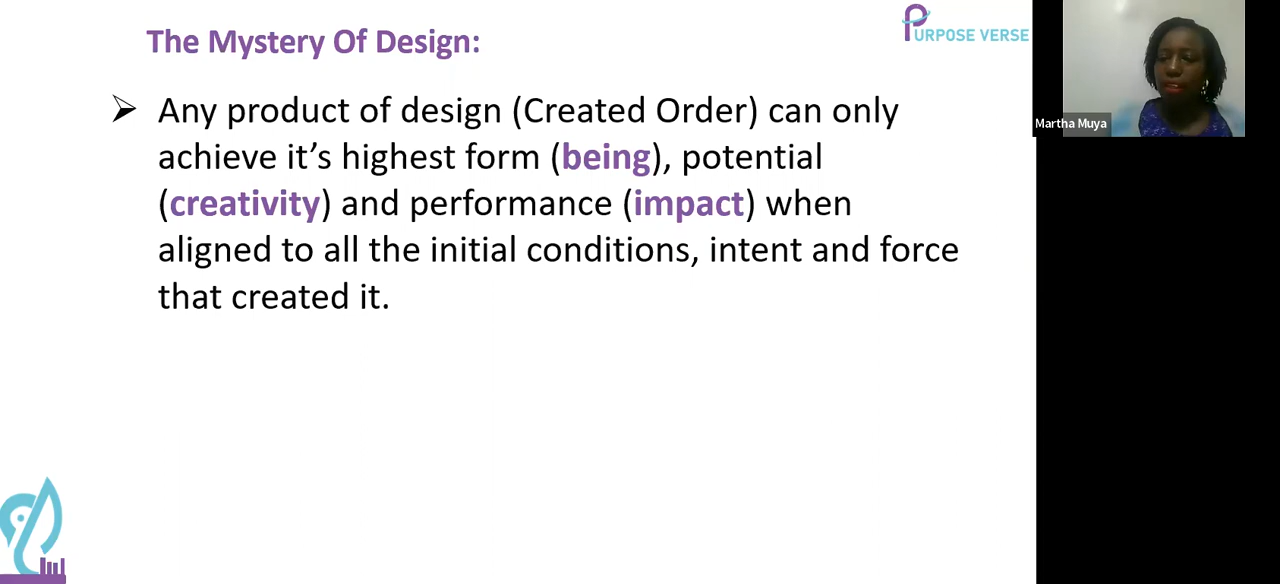 The Mystery Of Design:
PURPOSE VERSE
➢ Any product of design (Created Order) can only
achieve it’s highest form (being), potential
(creativity) and performance (impact) when
aligned to all the initial conditions, intent and force
that created it.
Martha Muya